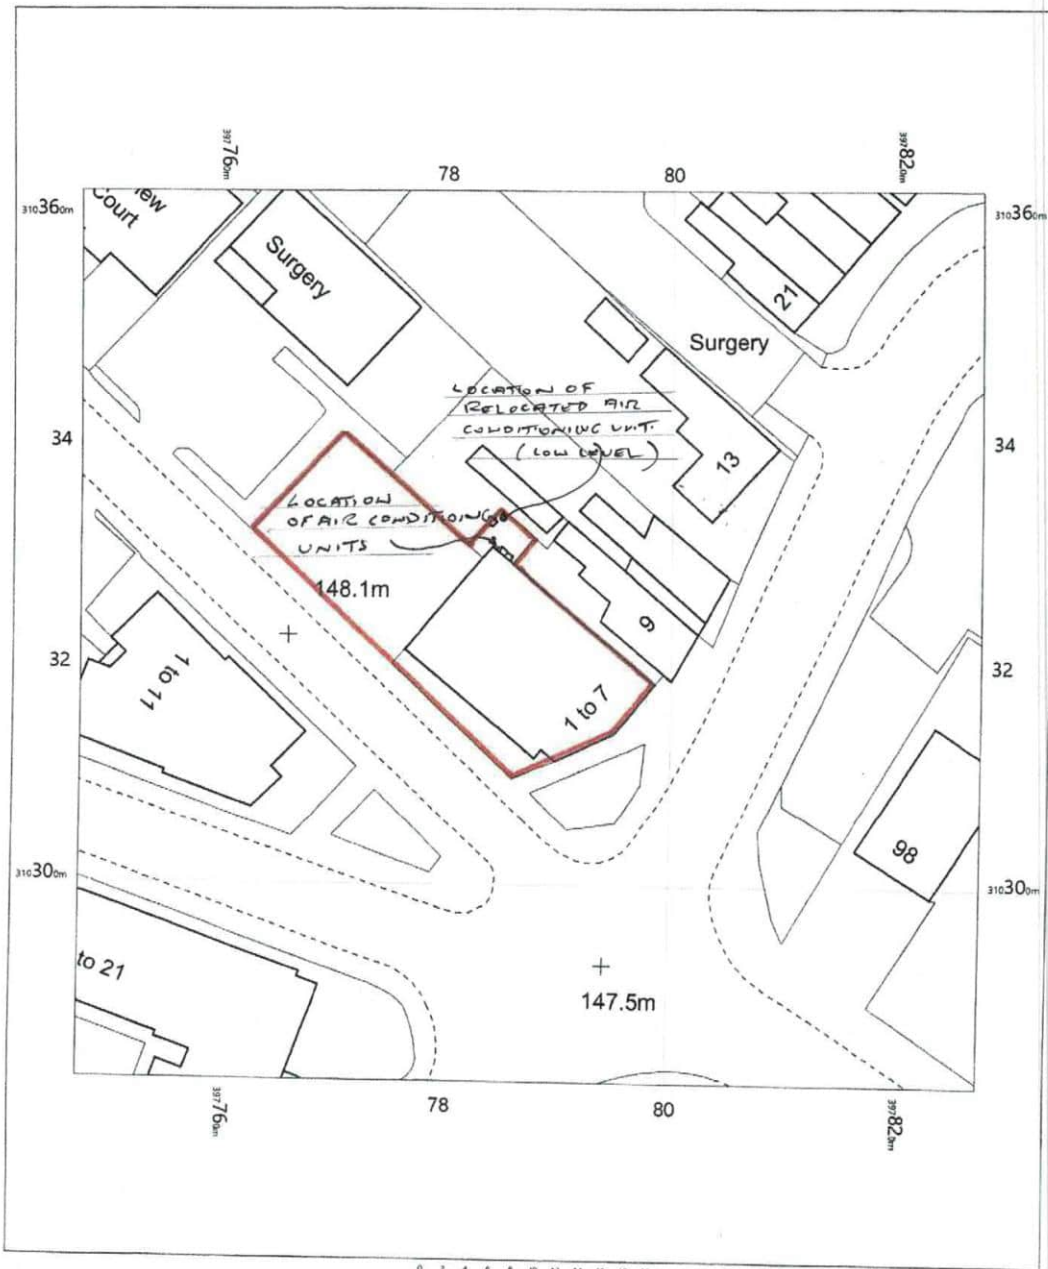 397760m
78
80
397820m
310360m
310360m
Court
Surgery
21
Surgery
LOCATION OF
RELOCATED AIR
CONDITIONING UNIT.
(LOW LEVEL)
34
34
13
LOCATION
OF AIR CONDITIONING
UNITS
148.1m
9
32
32
1 to 11
1 to 7
98
310300m
310300m
to 21
147.5m
397760m
78
80
397820m